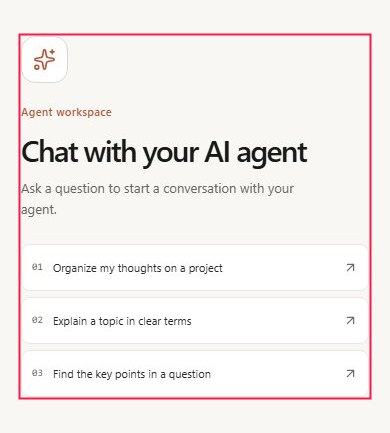 Agent workspace
Chat with your AI agent
Ask a question to start a conversation with your
agent.
01 Organize my thoughts on a project
02 Explain a topic in clear terms
03 Find the key points in a question